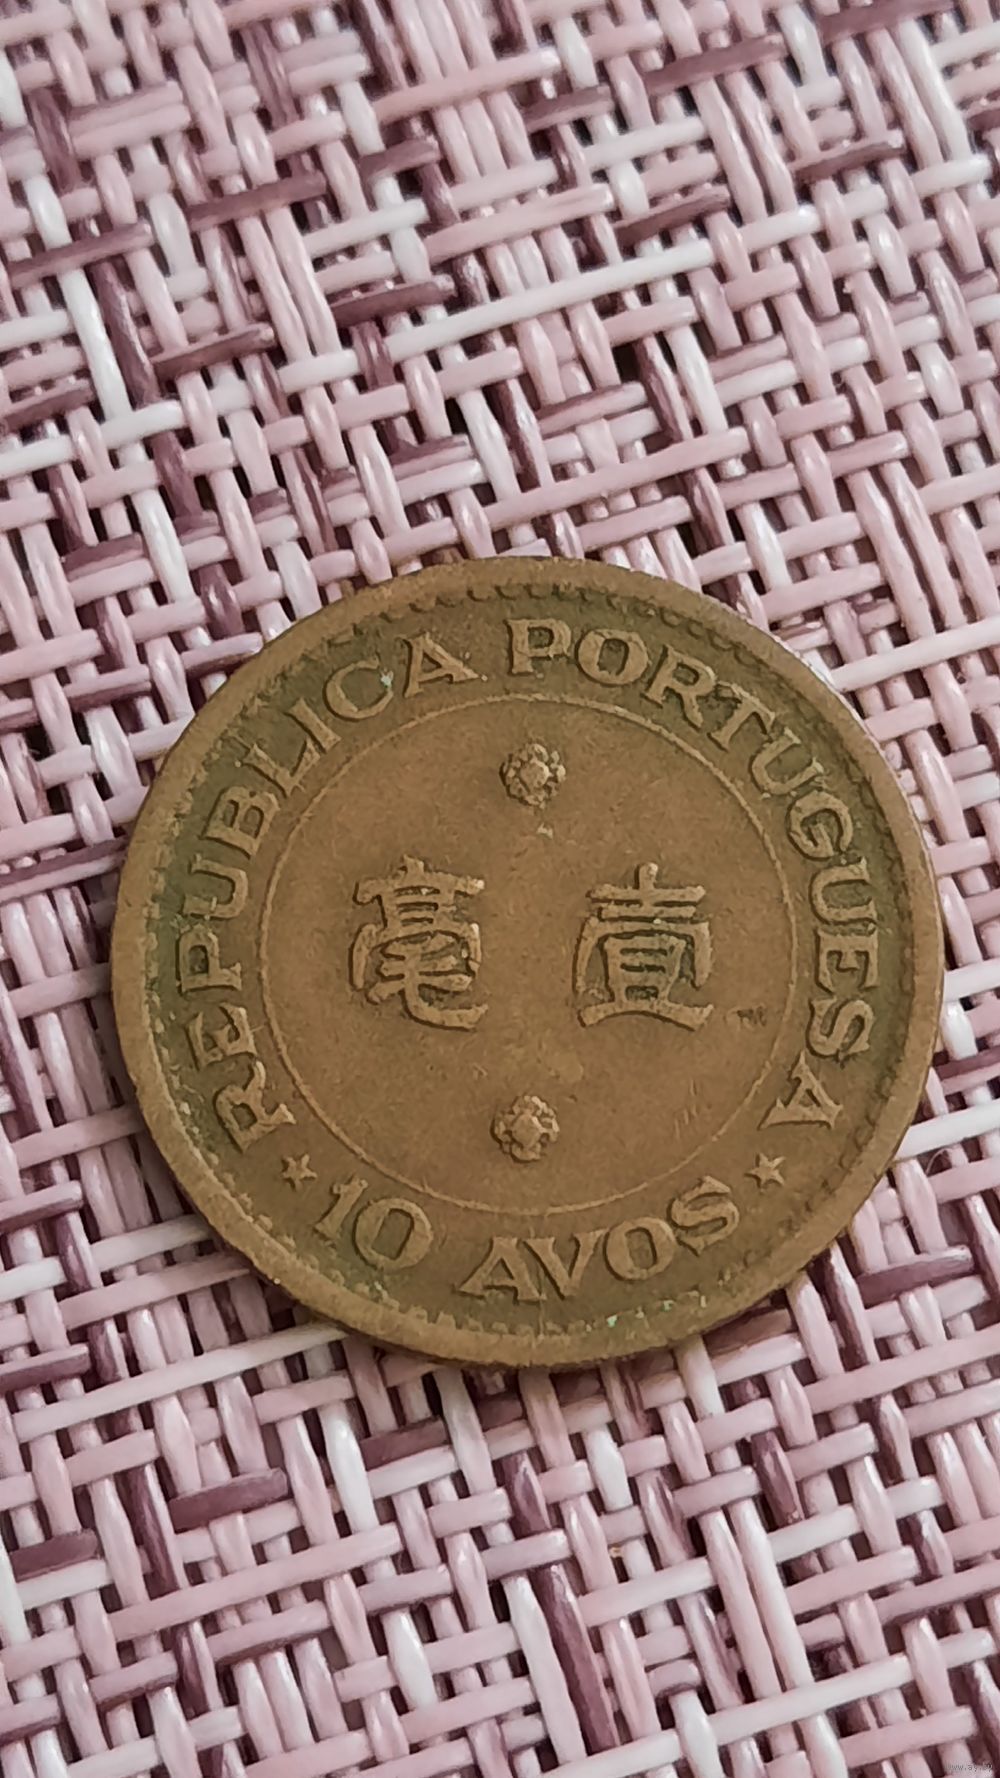 REPUBLICA PORTUGUESA
毫 壹
★ 10 AVOS ★